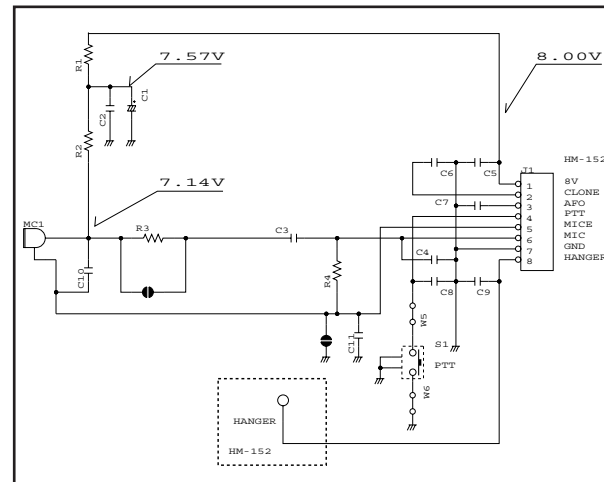 7.57V
8.00V
R1
C2
C1
R2
7.14V
MC1
R3
C10
C3
R4
C11
C6
C5
C7
C4
C8
C9
J1
HM-152
1
2
3
4
5
6
7
8
8V
CLONE
AFO
PTT
MICE
MIC
GND
HANGER
W5
S1
PTT
W6
HANGER
HM-152